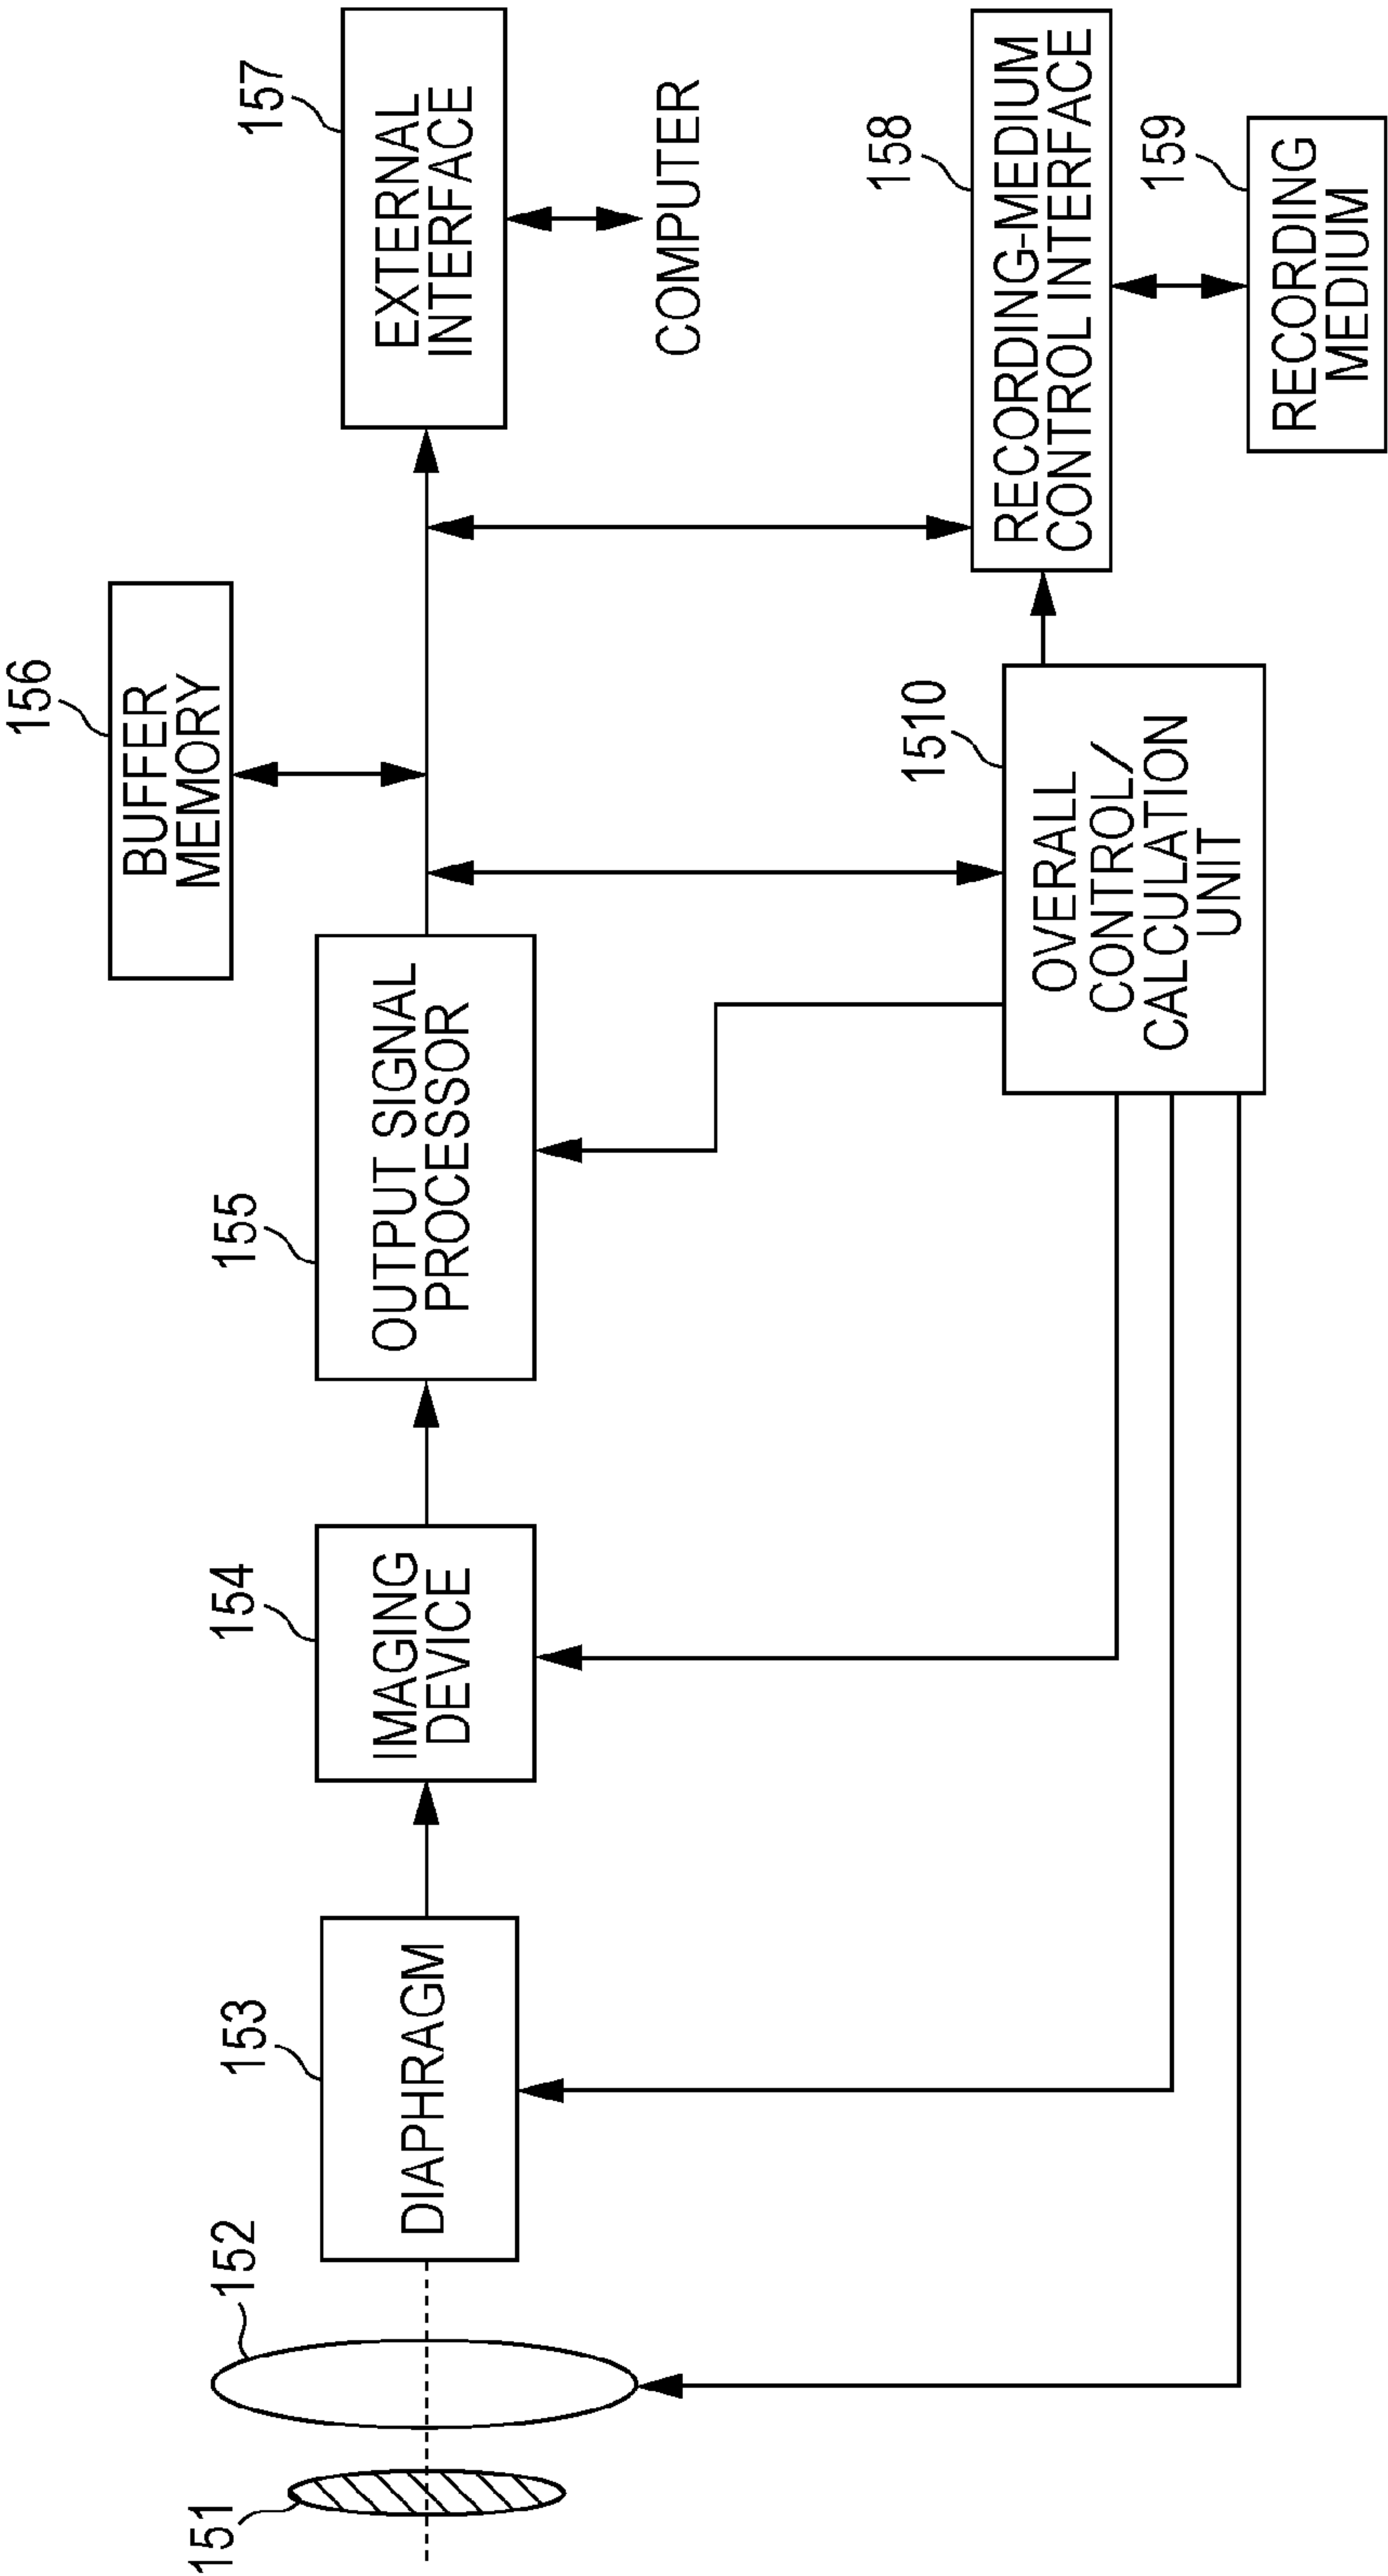 151
152
153
DIAPHRAGM
154
IMAGING
DEVICE
155
OUTPUT SIGNAL
PROCESSOR
156
BUFFER
MEMORY
157
EXTERNAL
INTERFACE
COMPUTER
1510
OVERALL
CONTROL/
CALCULATION
UNIT
158
RECORDING-MEDIUM
CONTROL INTERFACE
159
RECORDING
MEDIUM